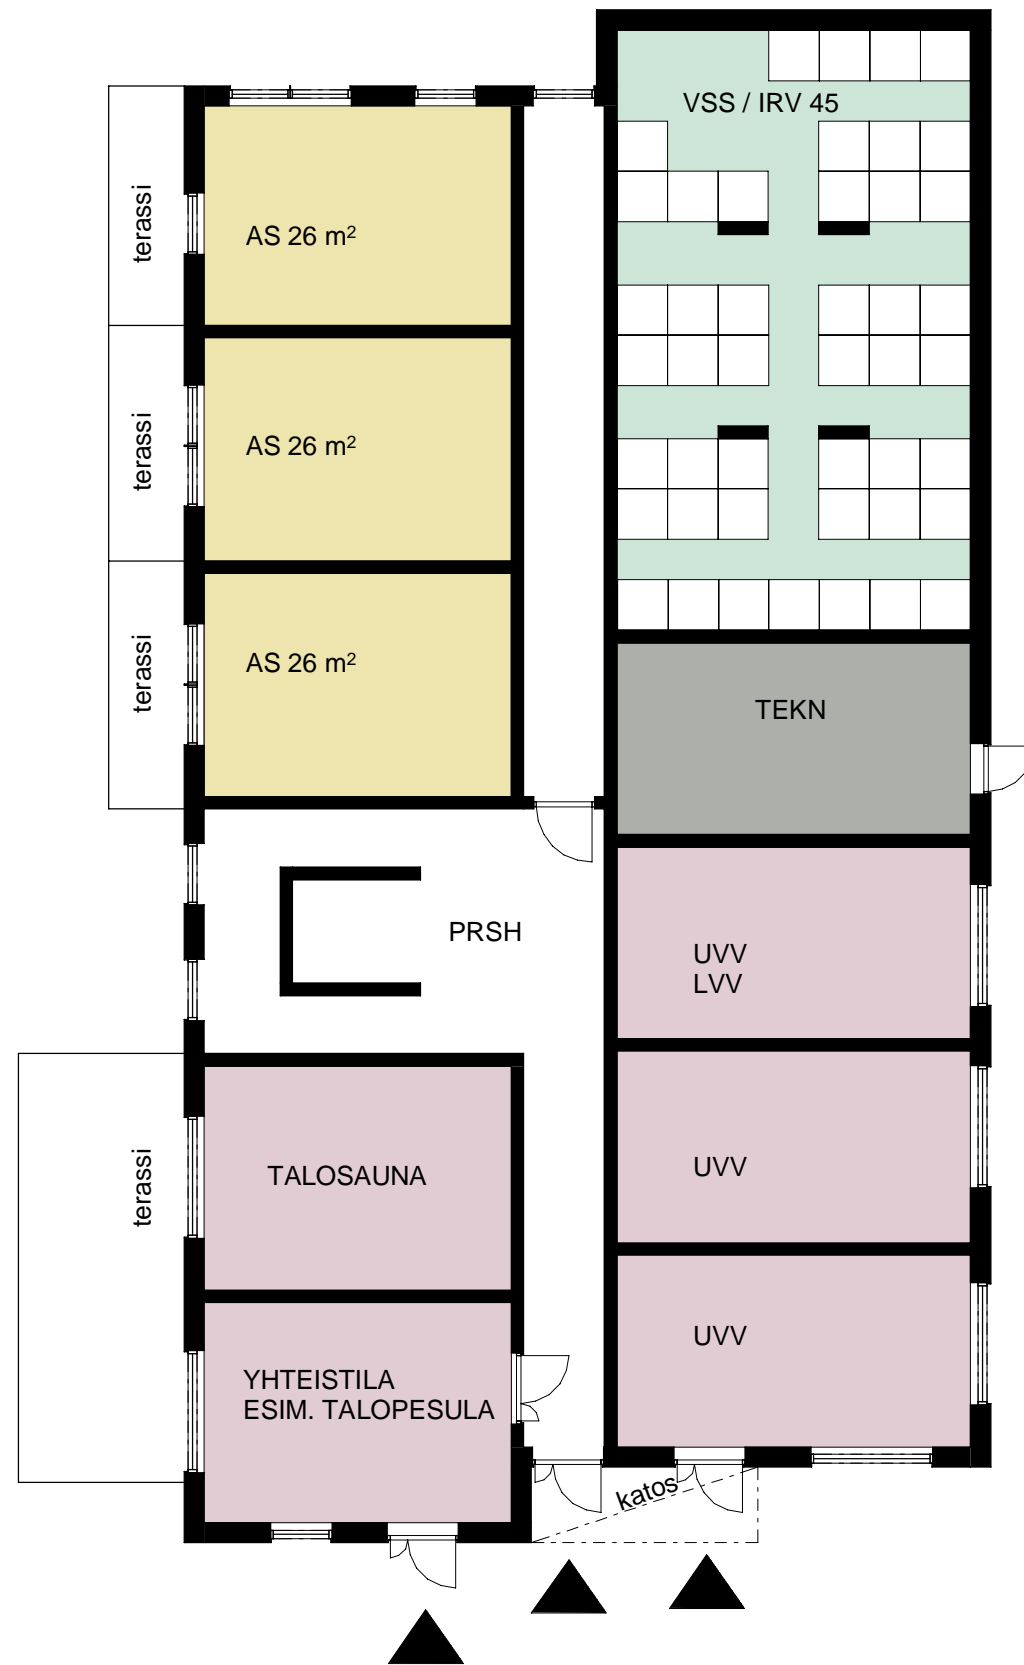 VSS / IRV 45
terassi
AS 26 m²
terassi
AS 26 m²
terassi
AS 26 m²
TEKN
PRSH
UVV
LVV
terassi
TALOSAUNA
UVV
UVV
YHTEISTILA
ESIM. TALOPESULA
katos